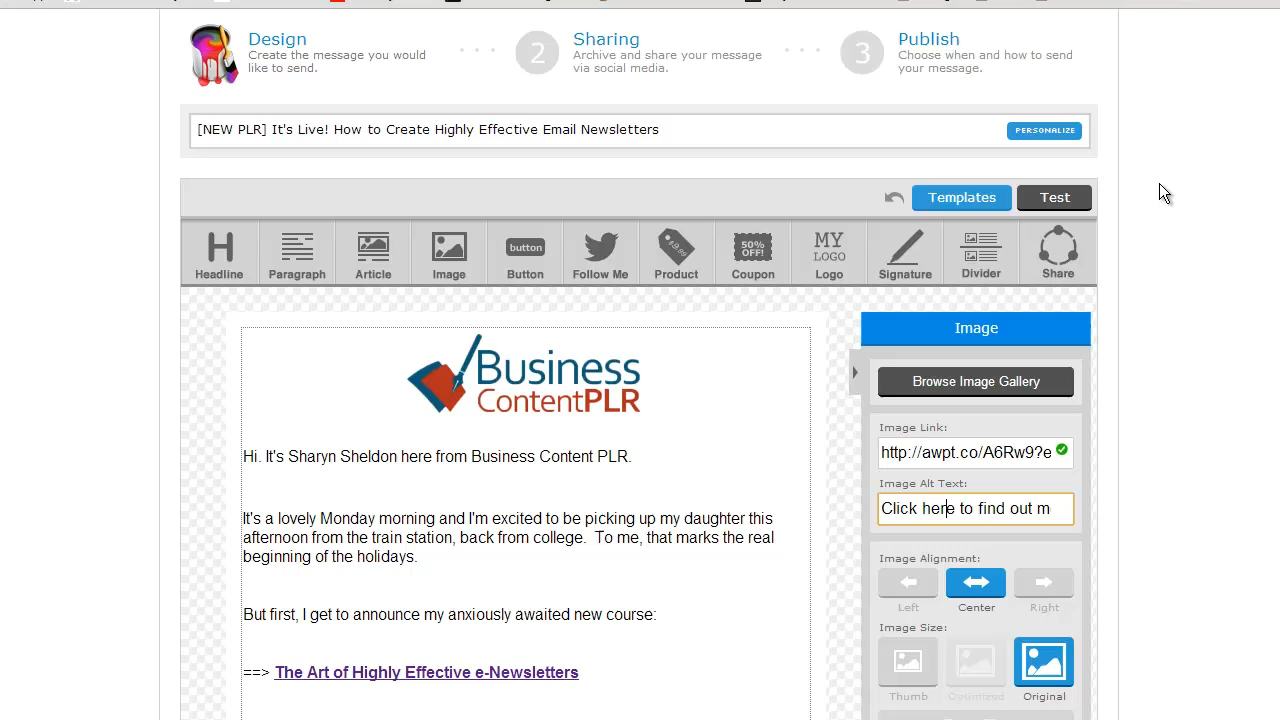 Design
Create the message you would
like to send.
2
Sharing
Archive and share your message
via social media.
3
Publish
Choose when and how to send
your message.
[NEW PLR] It's Live! How to Create Highly Effective Email Newsletters
PERSONALIZE
Templates
Test
H
Headline
Paragraph
Article
Image
button
Button
Follow Me
$9.99
Product
50%
OFF!
Coupon
MY
LOGO
Logo
Signature
Divider
Share
Business
ContentPLR
Hi. It's Sharyn Sheldon here from Business Content PLR.
It's a lovely Monday morning and I'm excited to be picking up my daughter this
afternoon from the train station, back from college.  To me, that marks the real
beginning of the holidays.
But first, I get to announce my anxiously awaited new course:
==> The Art of Highly Effective e-Newsletters
Image
Browse Image Gallery
Image Link:
http://awpt.co/A6Rw9?e
Image Alt Text:
Click here to find out m
Image Alignment:
Left
Center
Right
Image Size:
Thumb
Optimized
Original